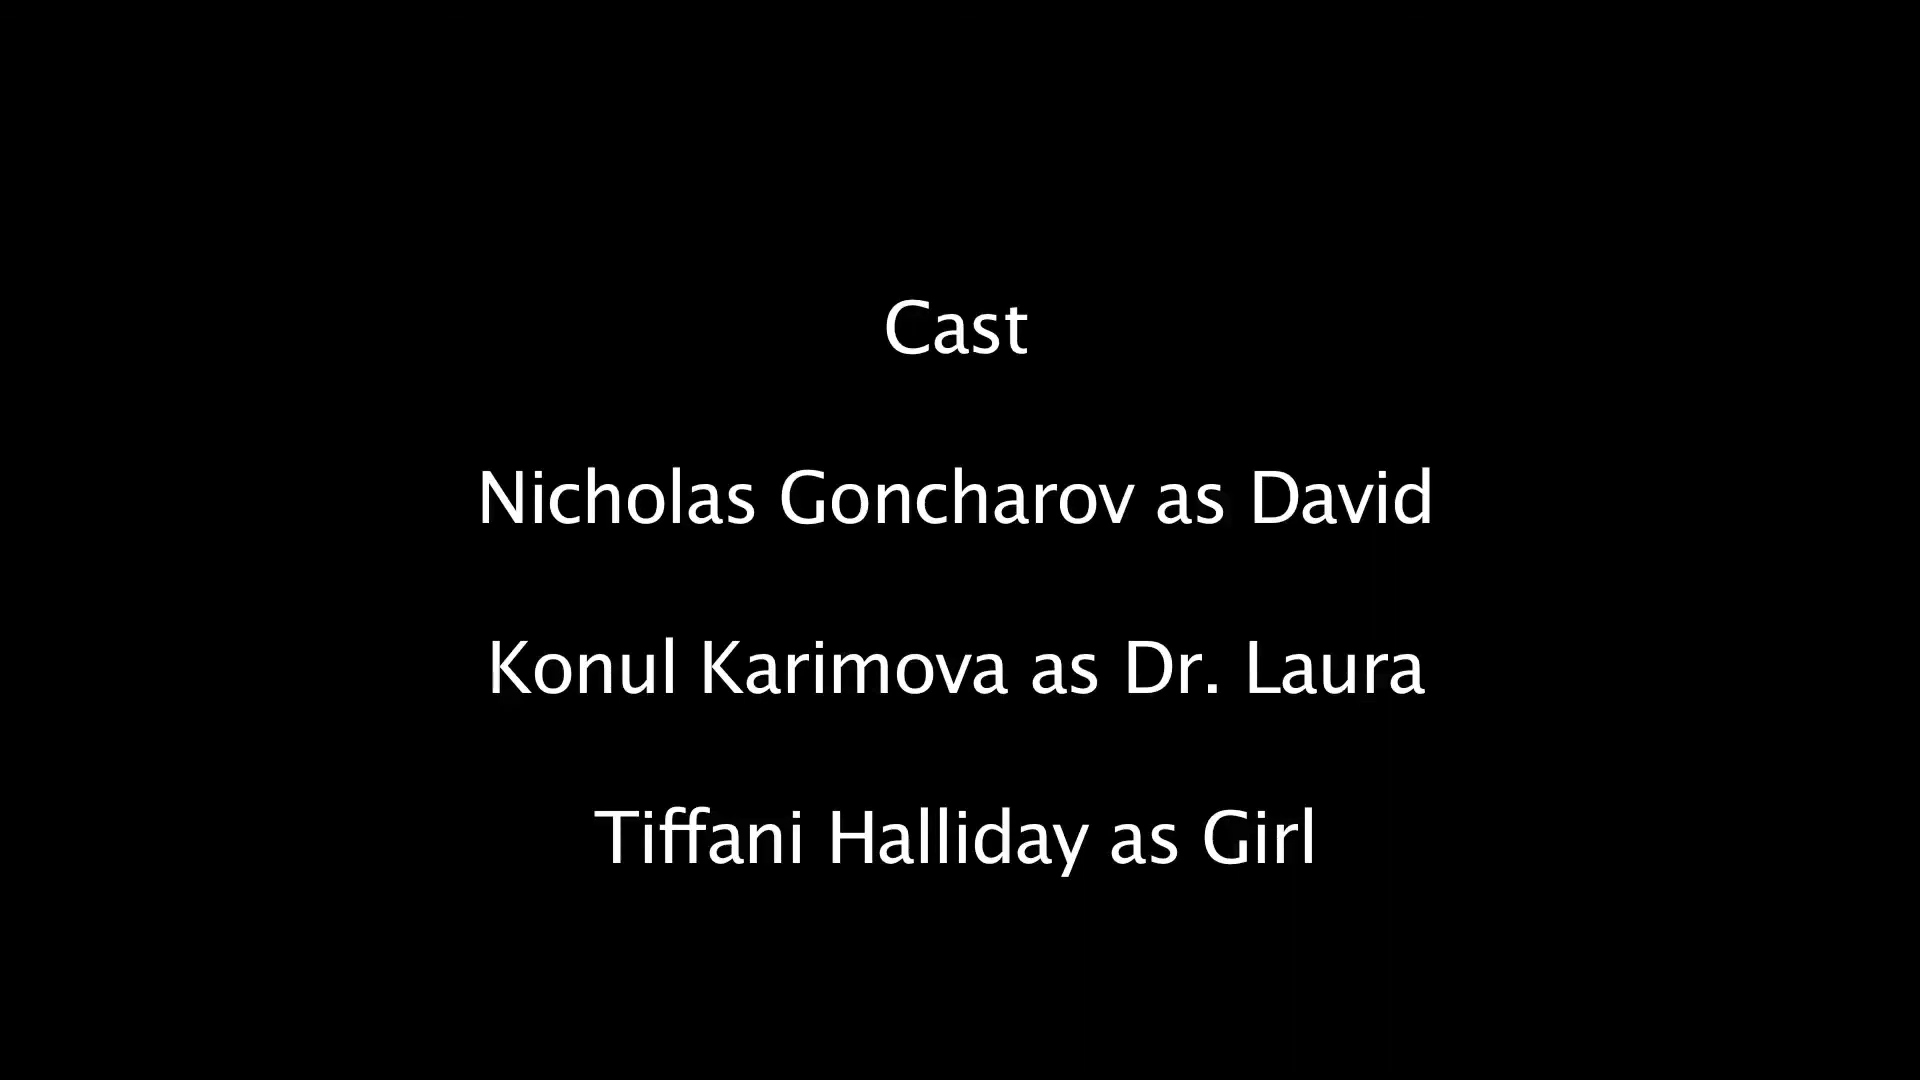 Cast
Nicholas Goncharov as David
Konul Karimova as Dr. Laura
Tiffani Halliday as Girl